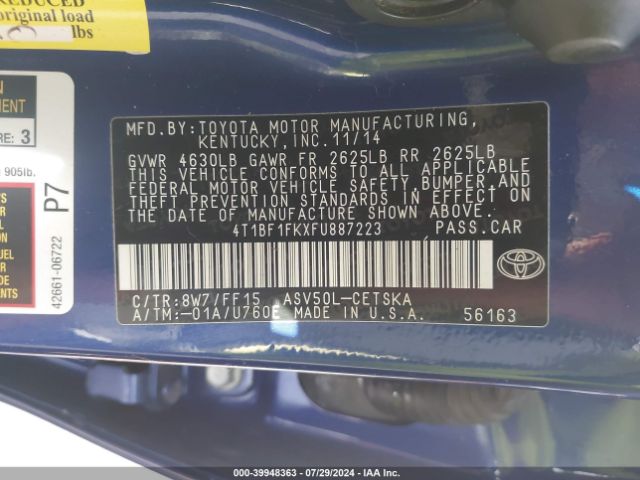 REDUCED
original load
lbs
MENT
RE: 3
905lb.
P7
42661-06722
MFD.BY: TOYOTA MOTOR MANUFACTURING,
KENTUCKY, INC. 11/14
GVWR 4630LB GAWR FR 2625LB RR 2625LB
THIS VEHICLE CONFORMS TO ALL APPLICABLE
FEDERAL MOTOR VEHICLE SAFETY, BUMPER, AND
THEFT PREVENTION STANDARDS IN EFFECT ON
THE DATE OF MANUFACTURE SHOWN ABOVE.
4T1BF1FKXFU887223 PASS.CAR
TOYOTA
C/TR: 8W7/FF15 ASV50L-CETSKA
A/TM:-01A/U760E MADE IN U.S.A. 56163
000-39948363 - 07/29/2024 - IAA Inc.